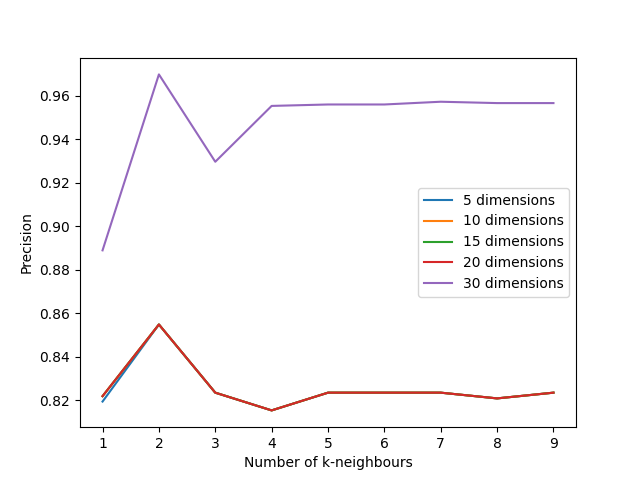 0.96
0.94
0.92
0.90
0.88
0.86
0.84
0.82
Precision
5 dimensions
10 dimensions
15 dimensions
20 dimensions
30 dimensions
1 2 3 4 5 6 7 8 9
Number of k-neighbours